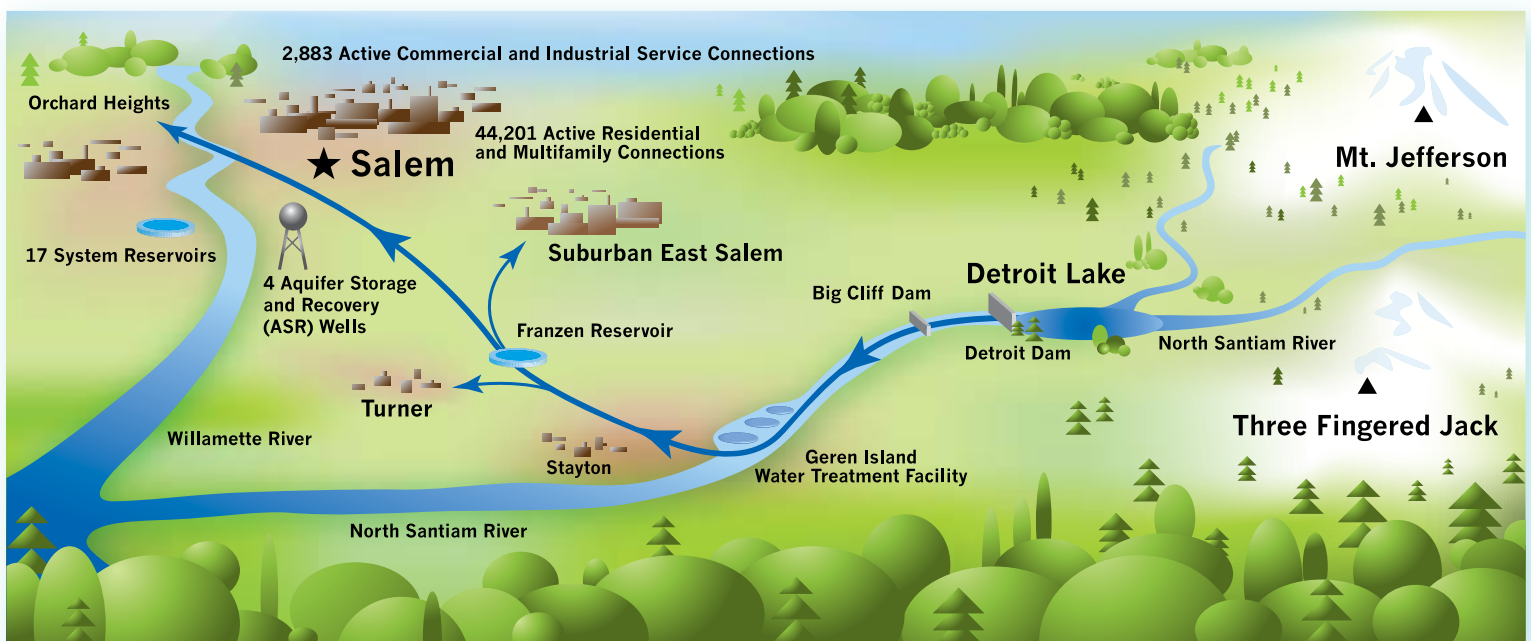 2,883 Active Commercial and Industrial Service Connections
Orchard Heights
44,201 Active Residential
and Multifamily Connections
Salem
Mt. Jefferson
17 System Reservoirs
4 Aquifer Storage
and Recovery
(ASR) Wells
Suburban East Salem
Detroit Lake
Big Cliff Dam
Franzen Reservoir
Detroit Dam
North Santiam River
Turner
Three Fingered Jack
Willamette River
Stayton
Geren Island
Water Treatment Facility
North Santiam River